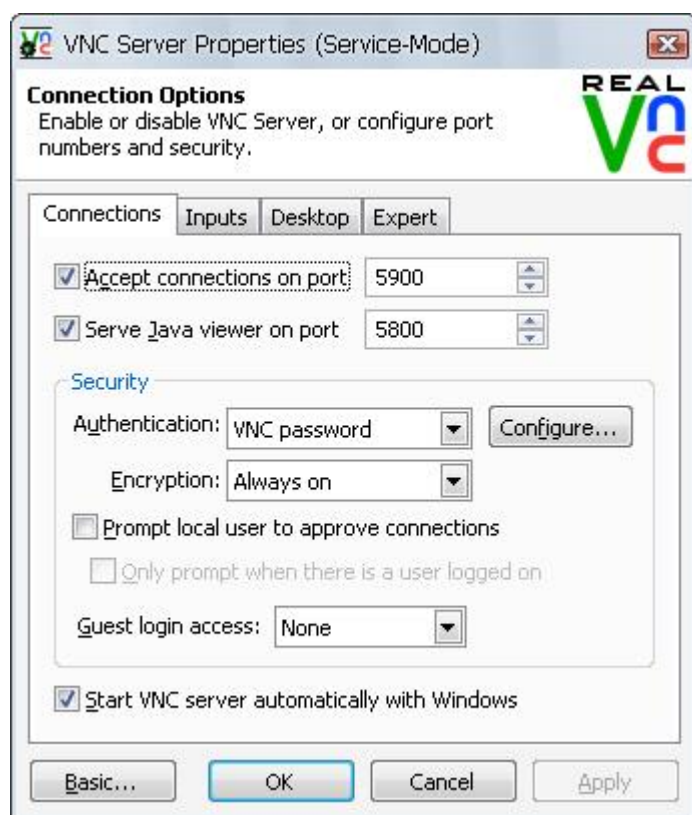 VNC Server Properties (Service-Mode)
Connection Options
Enable or disable VNC Server, or configure port
numbers and security.
REAL
VNC
Connections Inputs Desktop Expert
Accept connections on port 5900
Serve Java viewer on port 5800
Security
Authentication: VNC password Configure...
Encryption: Always on
Prompt local user to approve connections
Only prompt when there is a user logged on
Guest login access: None
Start VNC server automatically with Windows
Basic... OK Cancel Apply